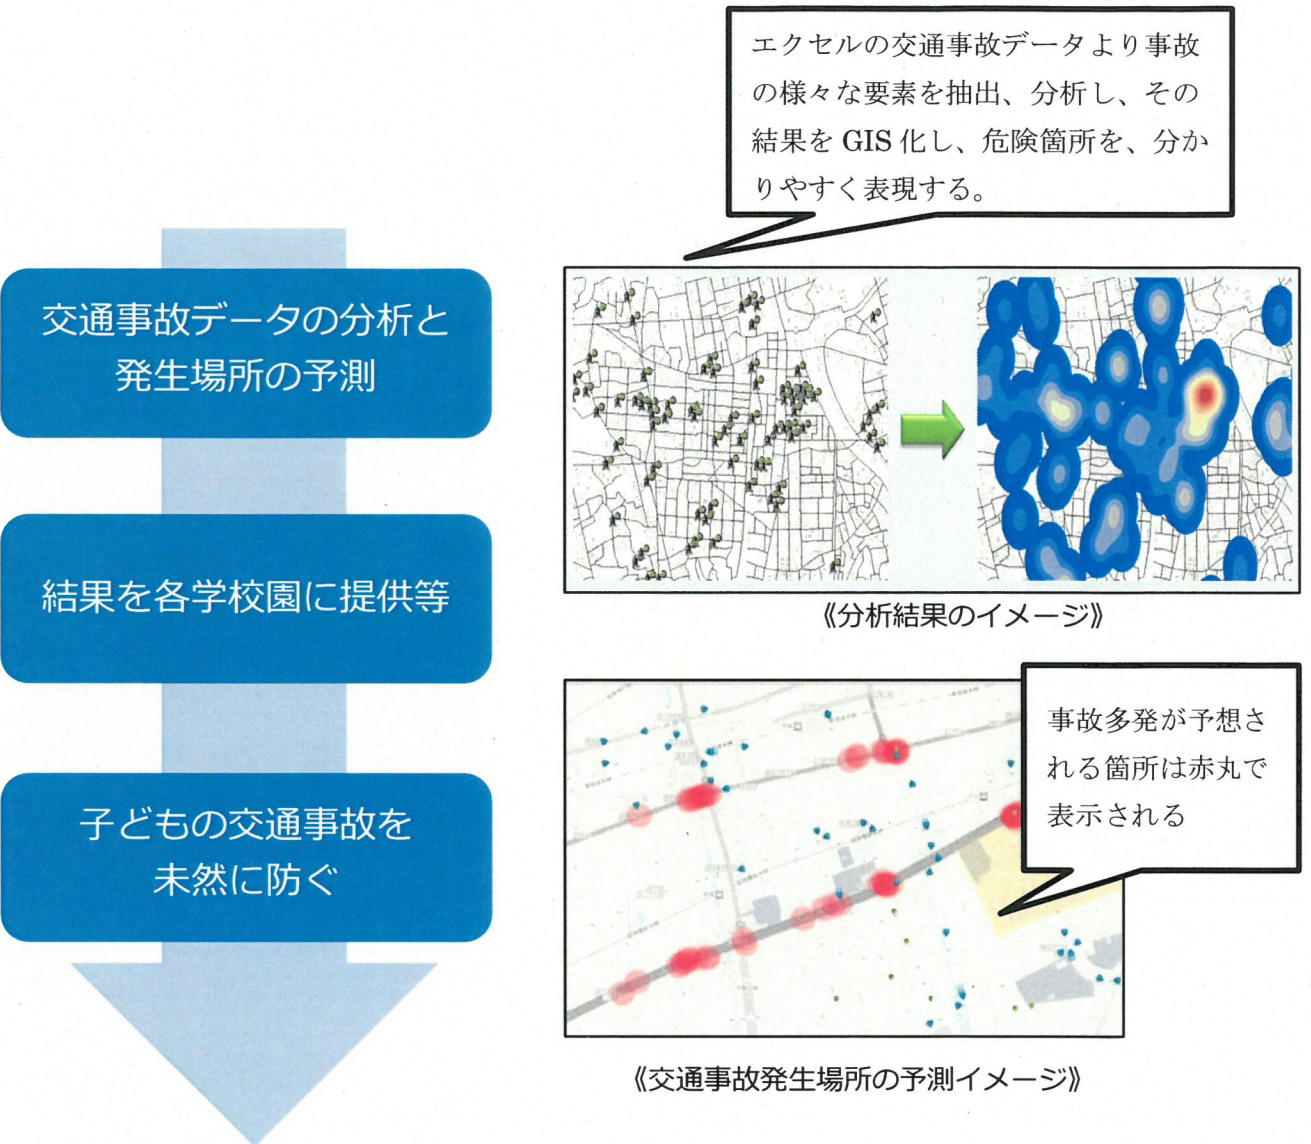 エクセルの交通事故データより事故
の様々な要素を抽出、分析し、その
結果を GIS 化し、危険箇所を、分か
りやすく表現する。
交通事故データの分析と
発生場所の予測
結果を各学校園に提供等
子どもの交通事故を
未然に防ぐ
《分析結果のイメージ》
事故多発が予想さ
れる箇所は赤丸で
表示される
《交通事故発生場所の予測イメージ》